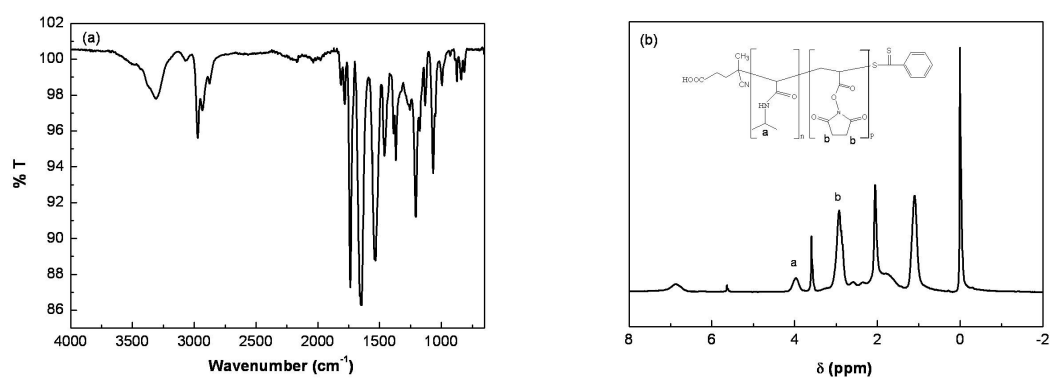 (a)
102
100
98
96
94
92
90
88
86
% T
4000 3500 3000 2500 2000 1500 1000
Wavenumber (cm⁻¹)
(b)
CH₃
HOOC
CN
O
HN
a
n
O
O
O N O
b b
p
S
S
a
b
8 6 4 2 0 -2
δ (ppm)